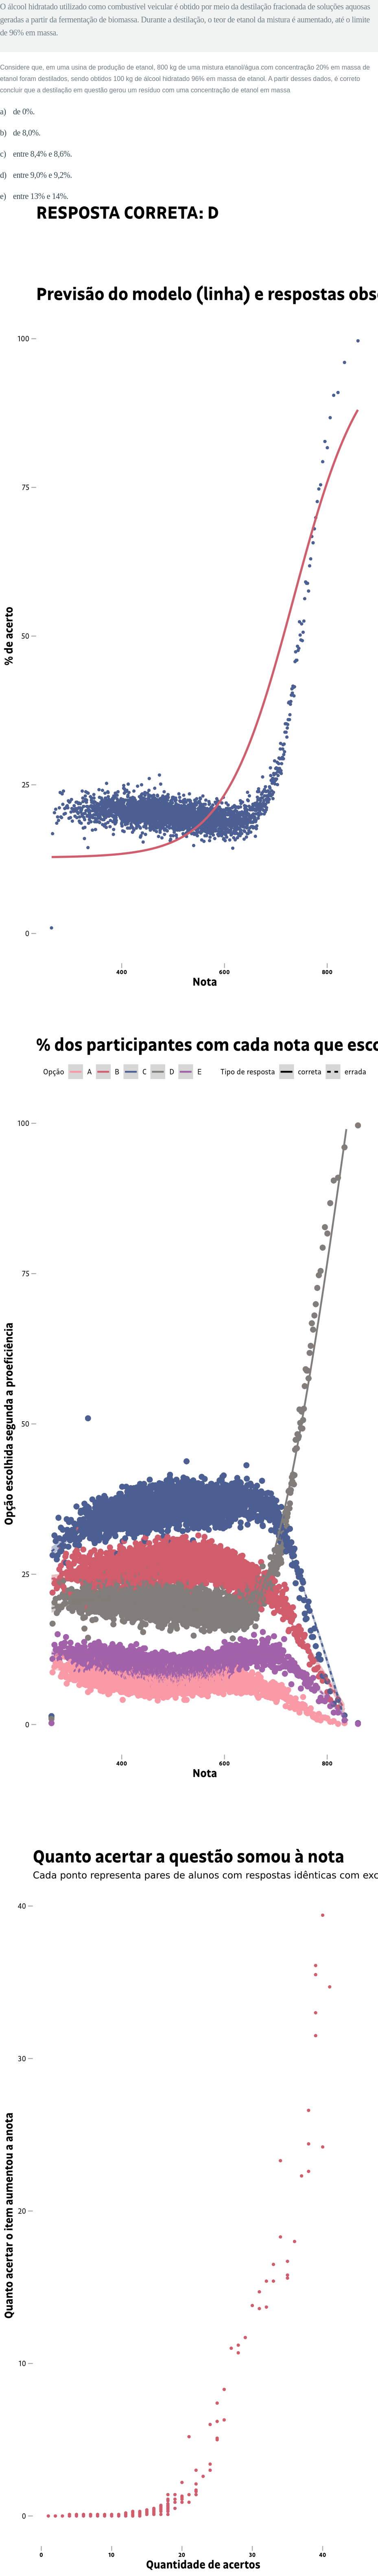 O álcool hidratado utilizado como combustível veicular é obtido por meio da destilação fracionada de soluções aquosas
geradas a partir da fermentação de biomassa. Durante a destilação, o teor de etanol da mistura é aumentado, até o limite
de 96% em massa.
Considere que, em uma usina de produção de etanol, 800 kg de uma mistura etanol/água com concentração 20% em massa de
etanol foram destilados, sendo obtidos 100 kg de álcool hidratado 96% em massa de etanol. A partir desses dados, é correto
concluir que a destilação em questão gerou um resíduo com uma concentração de etanol em massa
a) de 0%.
b) de 8,0%.
c) entre 8,4% e 8,6%.
d) entre 9,0% e 9,2%.
e) entre 13% e 14%.
RESPOSTA CORRETA: D
Previsão do modelo (linha) e respostas obs
100
75
50
25
0
% de acerto
400 600 800
Nota
% dos participantes com cada nota que esco
Opção A B C D E Tipo de resposta correta errada
100
75
50
25
0
Opção escolhida segunda a proeficiência
400 600 800
Nota
Quanto acertar a questão somou à nota
Cada ponto representa pares de alunos com respostas idênticas com exc
40
30
20
10
0
Quanto acertar o item aumentou a anota
0 10 20 30 40
Quantidade de acertos